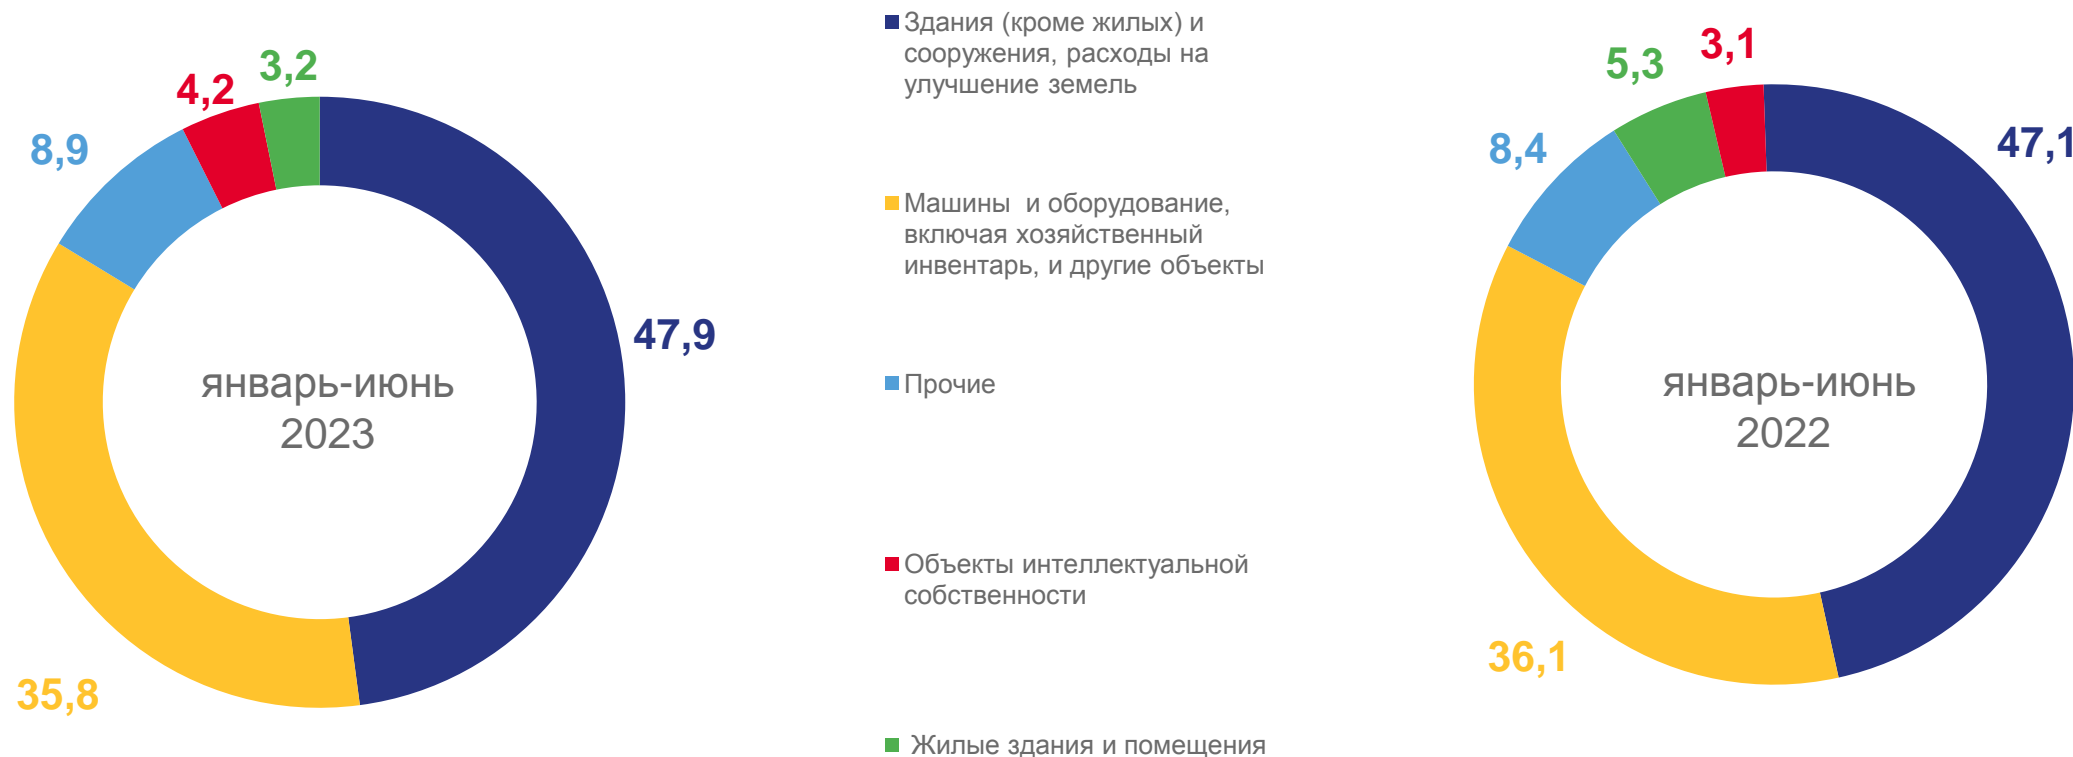 3,2
4,2
8,9
47,9
35,8
январь-июнь
2023
Здания (кроме жилых) и
сооружения, расходы на
улучшение земель
Машины и оборудование,
включая хозяйственный
инвентарь, и другие объекты
Прочие
Объекты интеллектуальной
собственности
Жилые здания и помещения
3,1
5,3
8,4
47,1
36,1
январь-июнь
2022